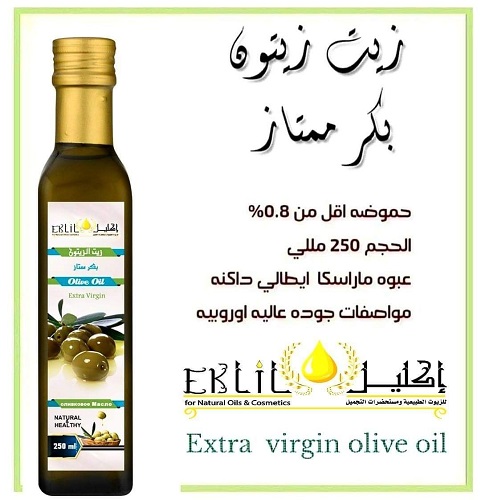 زيت زيتون
بكر ممتاز
حموضه اقل من 0.8%
الحجم 250 مللي
عبوه ماراسكا ايطالي داكنه
مواصفات جوده عاليه اوروبيه
EKLIL إكليل
for Natural Oils & Cosmetics للزيوت الطبيعية ومستحضرات التجميل
Extra virgin olive oil
EKLIL إكليل
زيت الزيتون
بكر ممتاز
Olive Oil
Extra Virgin
оливковое Масло
NATURAL
&
HEALTHY
250 ml